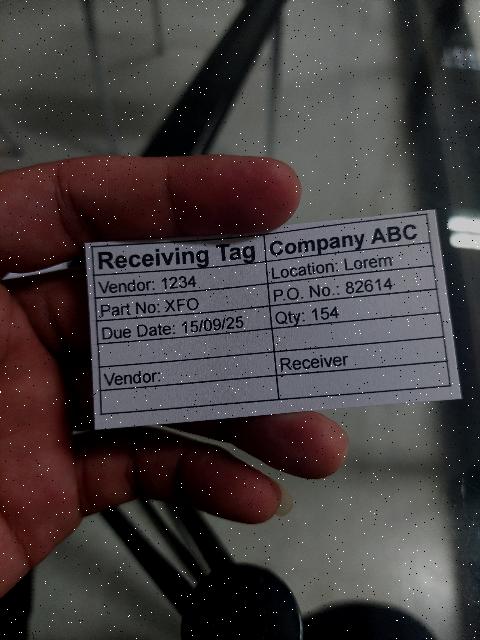 Receiving Tag Company ABC
Vendor: 1234 Location: Lorem
Part No: XFO P.O. No.: 82614
Due Date: 15/09/25 Qty: 154
Vendor: Receiver